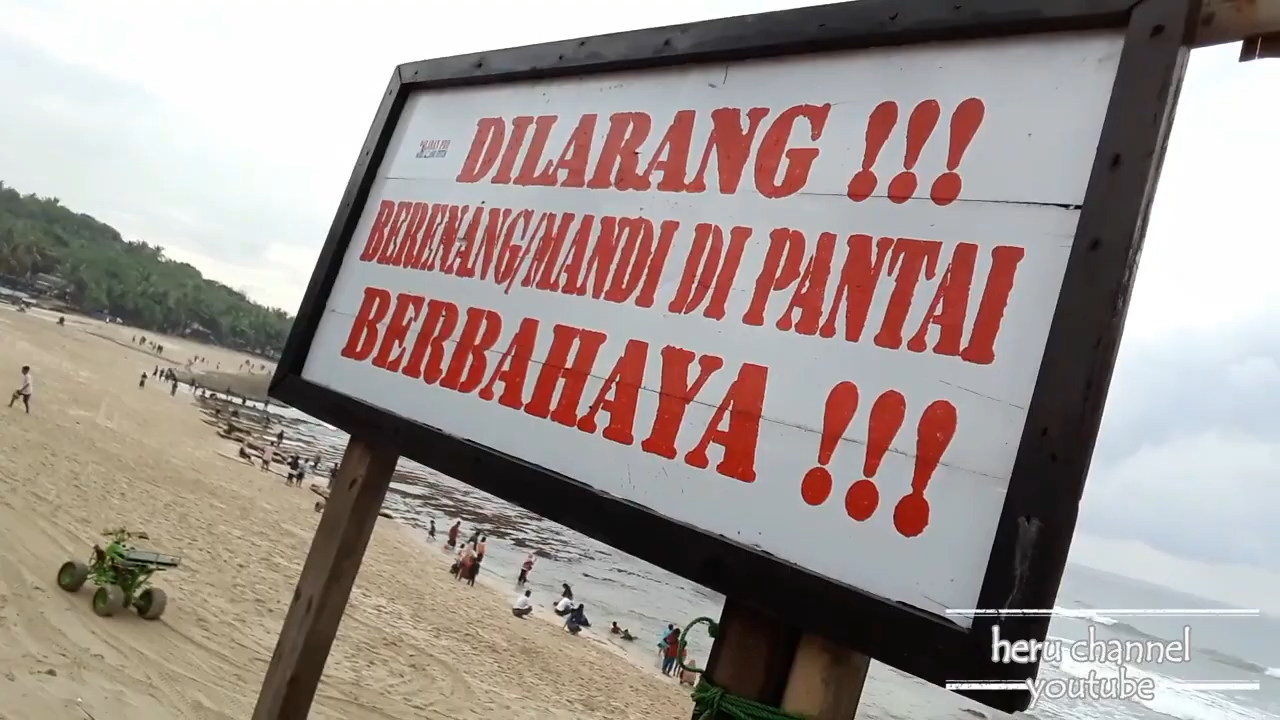 DILARANG !!!
BERENANG/MANDI DI PANTAI
BERBAHAYA !!!
heru channel
youtube